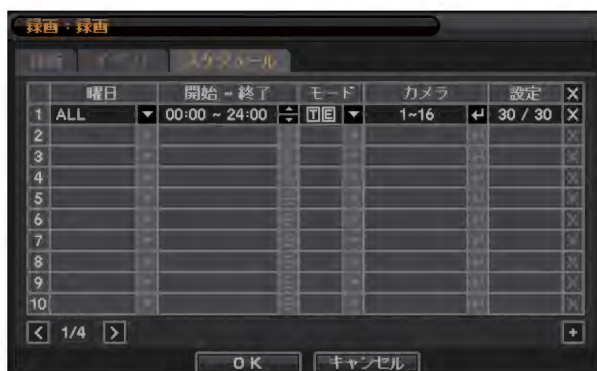 録画：録画
スケジュール
曜日 開始 ~ 終了 モード カメラ 設定 X
1 ALL 00:00 ~ 24:00 T E 1~16 30 / 30 X
2 X
3 X
4 X
5 X
6 X
7 X
8 X
9 X
10 X
< 1/4 > +
OK キャンセル